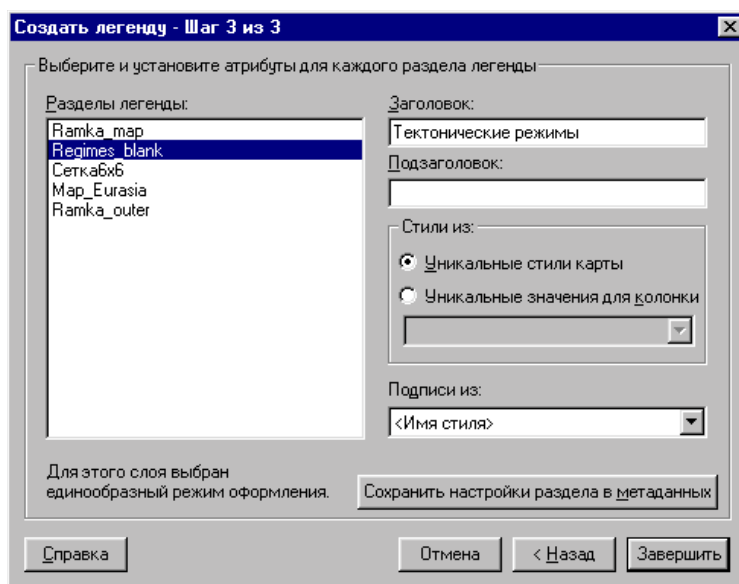 Создать легенду - Шаг 3 из 3
Выберите и установите атрибуты для каждого раздела легенды
Разделы легенды:
Ramka_map
Regimes_blank
Сетка6х6
Map_Eurasia
Ramka_outer
Заголовок:
Тектонические режимы
Подзаголовок:
Стили из:
Уникальные стили карты
Уникальные значения для колонки
Подписи из:
<Имя стиля>
Для этого слоя выбран
единообразный режим оформления.
Сохранить настройки раздела в метаданных
Справка
Отмена
< Назад
Завершить